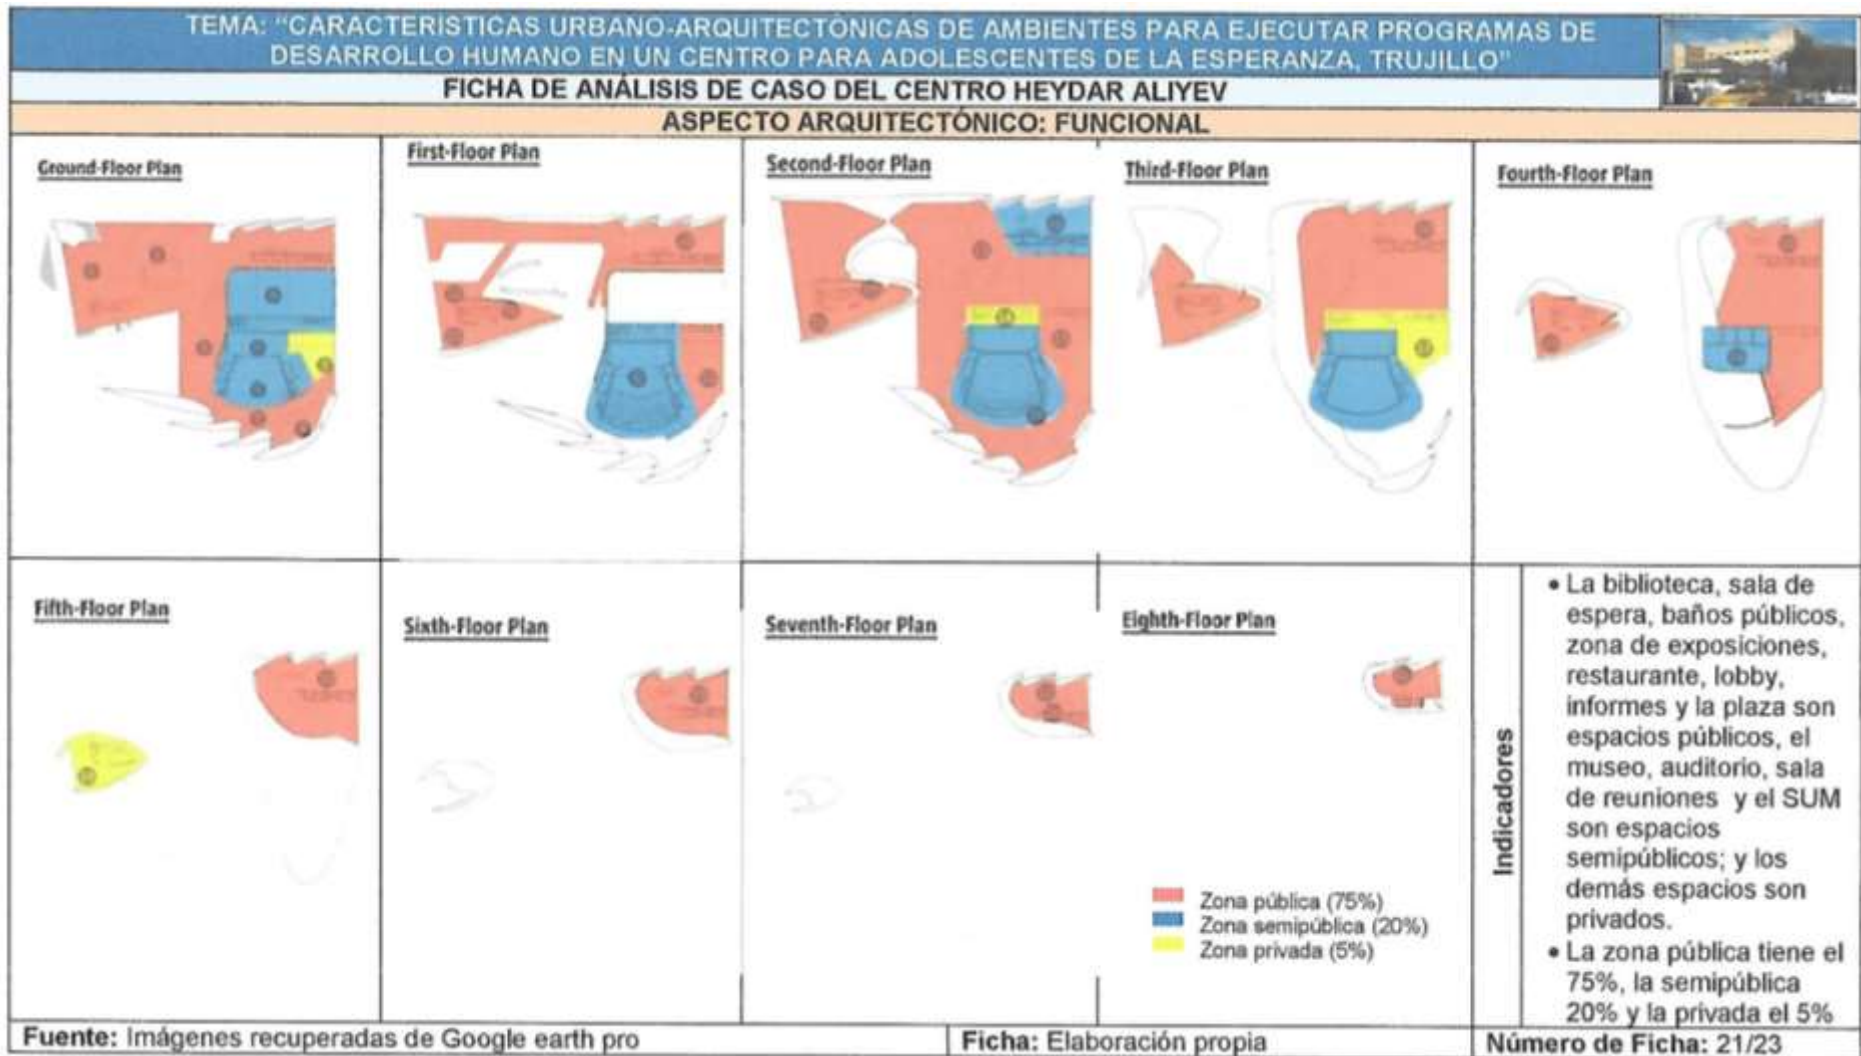 TEMA: “CARACTERÍSTICAS URBANO-ARQUITECTÓNICAS DE AMBIENTES PARA EJECUTAR PROGRAMAS DE
DESARROLLO HUMANO EN UN CENTRO PARA ADOLESCENTES DE LA ESPERANZA, TRUJILLO”
FICHA DE ANÁLISIS DE CASO DEL CENTRO HEYDAR ALIYEV
ASPECTO ARQUITECTÓNICO: FUNCIONAL
Ground-Floor Plan
First-Floor Plan
Second-Floor Plan
Third-Floor Plan
Fourth-Floor Plan
Fifth-Floor Plan
Sixth-Floor Plan
Seventh-Floor Plan
Eighth-Floor Plan
Zona pública (75%)
Zona semipública (20%)
Zona privada (5%)
Indicadores
• La biblioteca, sala de
espera, baños públicos,
zona de exposiciones,
restaurante, lobby,
informes y la plaza son
espacios públicos, el
museo, auditorio, sala
de reuniones y el SUM
son espacios
semipúblicos; y los
demás espacios son
privados.
• La zona pública tiene el
75%, la semipública
20% y la privada el 5%
Fuente: Imágenes recuperadas de Google earth pro
Ficha: Elaboración propia
Número de Ficha: 21/23